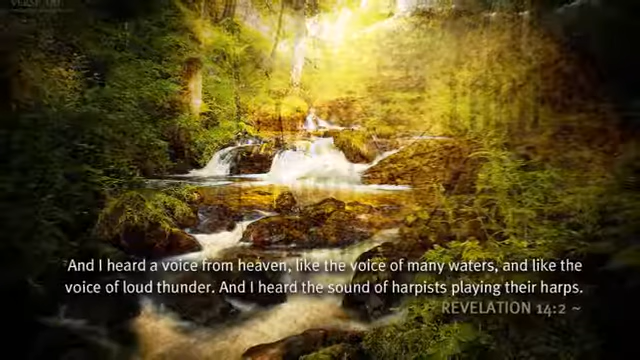 And I heard a voice from heaven, like the voice of many waters, and like the
voice of loud thunder. And I heard the sound of harpists playing their harps.
REVELATION 14:2 ~